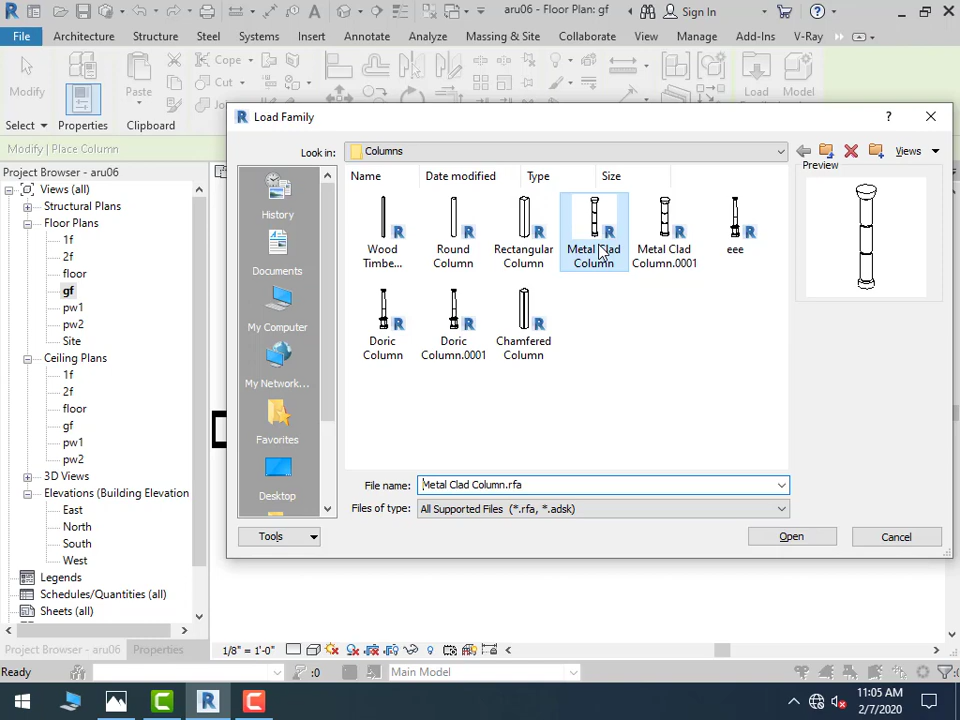 aru06 - Floor Plan: gf
Sign In
File Architecture Structure Steel Systems Insert Annotate Analyze Massing & Site Collaborate View Manage Add-Ins V-Ray
Modify
Paste
Cope
Cut
Load
Model
Select Properties Clipboard
Modify | Place Column
Load Family
Look in: Columns
Views
Preview
Name Date modified Type Size
History
Documents
My Computer
My Network...
Favorites
Desktop
Wood Timbe...
Round Column
Rectangular Column
Metal Clad Column
Metal Clad Column.0001
eee
Doric Column
Doric Column.0001
Chamfered Column
File name: Metal Clad Column.rfa
Files of type: All Supported Files (*.rfa, *.adsk)
Tools
Open
Cancel
Project Browser - aru06
Views (all)
Structural Plans
Floor Plans
1f
2f
floor
gf
pw1
pw2
Site
Ceiling Plans
1f
2f
floor
gf
pw1
pw2
3D Views
Elevations (Building Elevation
East
North
South
West
Legends
Schedules/Quantities (all)
Sheets (all)
Project Browser - aru06 Properties
1/8" = 1'-0"
Ready
:0
Main Model
11:05 AM
2/7/2020